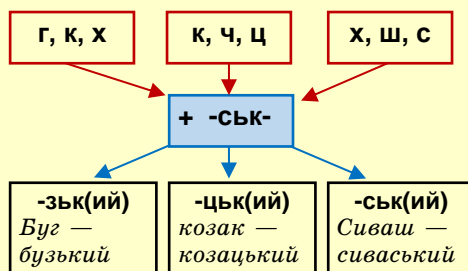 г, к, х
к, ч, ц
х, ш, с
+ -ськ-
-зьк(ий)
Буг —
бузький
-цьк(ий)
козак —
козацький
-ськ(ий)
Сиваш —
сиваський